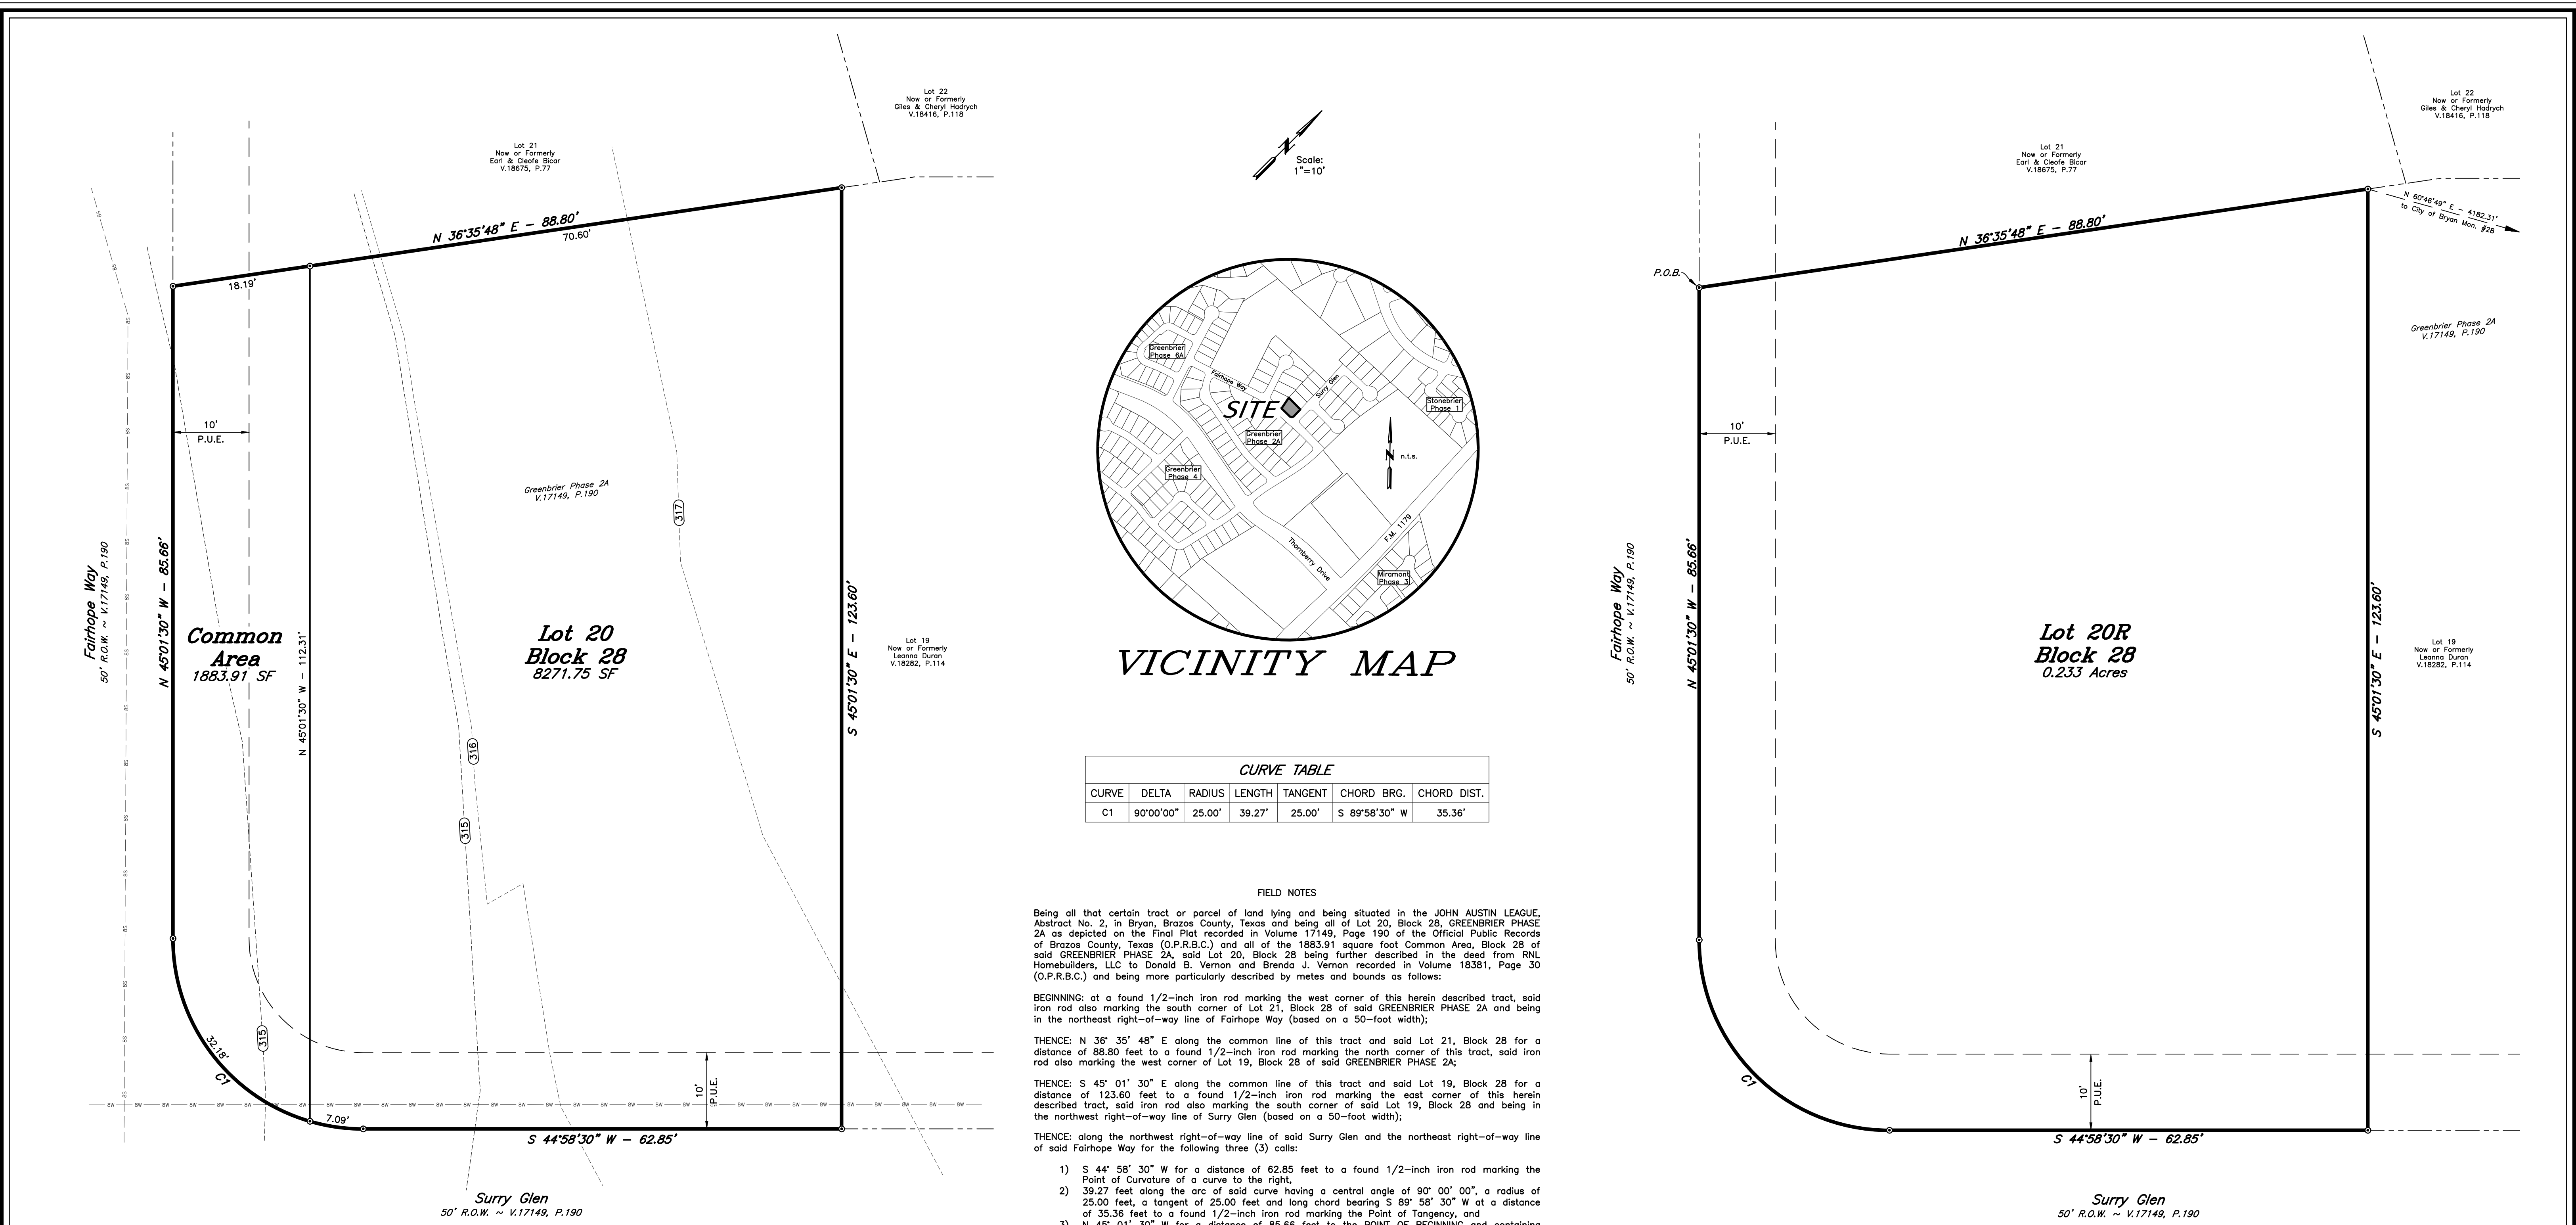 Lot 22
Now or Formerly
Giles & Cheryl Hadrych
V.18416, P.118
Lot 21
Now or Formerly
Earl & Cleofe Bicar
V.18675, P.77
N 36°35'48" E - 88.80'
70.60'
18.19'
10'
P.U.E.
Greenbrier Phase 2A
V.17149, P.190
317
Fairhope Way
50' R.O.W. ~ V.17149, P.190
N 45°01'30" W - 85.66'
Common
Area
1883.91 SF
N 45°01'30" W - 112.31'
Lot 20
Block 28
8271.75 SF
S 45°01'30" E - 123.60'
Lot 19
Now or Formerly
Leanna Duran
V.18282, P.114
316
315
315
32.18'
C1
7.09'
10'
P.U.E.
S 44°58'30" W - 62.85'
Surry Glen
50' R.O.W. ~ V.17149, P.190
N
Scale:
1"=10'
Greenbrier
Phase 6A
Fairhope Way
Surry Glen
SITE
Stonebrier
Phase 1
Greenbrier
Phase 2A
N n.t.s.
Greenbrier
Phase 4
F.M. 1179
Thornberry Drive
Miramont
Phase 3
VICINITY MAP
CURVE TABLE
CURVE DELTA RADIUS LENGTH TANGENT CHORD BRG. CHORD DIST.
C1 90°00'00" 25.00' 39.27' 25.00' S 89°58'30" W 35.36'
FIELD NOTES
Being all that certain tract or parcel of land lying and being situated in the JOHN AUSTIN LEAGUE,
Abstract No. 2, in Bryan, Brazos County, Texas and being all of Lot 20, Block 28, GREENBRIER PHASE
2A as depicted on the Final Plat recorded in Volume 17149, Page 190 of the Official Public Records
of Brazos County, Texas (O.P.R.B.C.) and all of the 1883.91 square foot Common Area, Block 28 of
said GREENBRIER PHASE 2A, said Lot 20, Block 28 being further described in the deed from RNL
Homebuilders, LLC to Donald B. Vernon and Brenda J. Vernon recorded in Volume 18381, Page 30
(O.P.R.B.C.) and being more particularly described by metes and bounds as follows:
BEGINNING: at a found 1/2-inch iron rod marking the west corner of this herein described tract, said
iron rod also marking the south corner of Lot 21, Block 28 of said GREENBRIER PHASE 2A and being
in the northeast right-of-way line of Fairhope Way (based on a 50-foot width);
THENCE: N 36° 35' 48" E along the common line of this tract and said Lot 21, Block 28 for a
distance of 88.80 feet to a found 1/2-inch iron rod marking the north corner of this tract, said iron
rod also marking the west corner of Lot 19, Block 28 of said GREENBRIER PHASE 2A;
THENCE: S 45° 01' 30" E along the common line of this tract and said Lot 19, Block 28 for a
distance of 123.60 feet to a found 1/2-inch iron rod marking the east corner of this herein
described tract, said iron rod also marking the south corner of said Lot 19, Block 28 and being in
the northwest right-of-way line of Surry Glen (based on a 50-foot width);
THENCE: along the northwest right-of-way line of said Surry Glen and the northeast right-of-way line
of said Fairhope Way for the following three (3) calls:
1) S 44° 58' 30" W for a distance of 62.85 feet to a found 1/2-inch iron rod marking the
Point of Curvature of a curve to the right,
2) 39.27 feet along the arc of said curve having a central angle of 90° 00' 00", a radius of
25.00 feet, a tangent of 25.00 feet and long chord bearing S 89° 58' 30" W at a distance
of 35.36 feet to a found 1/2-inch iron rod marking the Point of Tangency, and
3) N 45° 01' 30" W for a distance of 85.66 feet to the POINT OF BEGINNING and containing
Lot 22
Now or Formerly
Giles & Cheryl Hadrych
V.18416, P.118
Lot 21
Now or Formerly
Earl & Cleofe Bicar
V.18675, P.77
N 60°46'49" E - 4182.31'
to City of Bryan Mon. #28
N 36°35'48" E - 88.80'
P.O.B.
Greenbrier Phase 2A
V.17149, P.190
10'
P.U.E.
Fairhope Way
50' R.O.W. ~ V.17149, P.190
N 45°01'30" W - 85.66'
Lot 20R
Block 28
0.233 Acres
S 45°01'30" E - 123.60'
Lot 19
Now or Formerly
Leanna Duran
V.18282, P.114
C1
10'
P.U.E.
S 44°58'30" W - 62.85'
Surry Glen
50' R.O.W. ~ V.17149, P.190